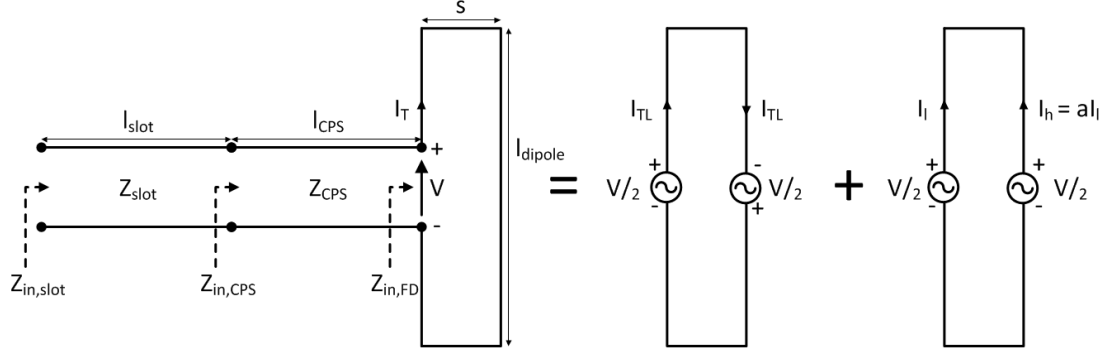 s
I_T
l_slot
l_CPS
+
Z_slot
Z_CPS
V
-
Z_in,slot
Z_in,CPS
Z_in,FD
l_dipole
=
I_TL
I_TL
+
-
V/2
V/2
-
+
+
I_l
I_h = aI_l
+
+
V/2
V/2
-
-